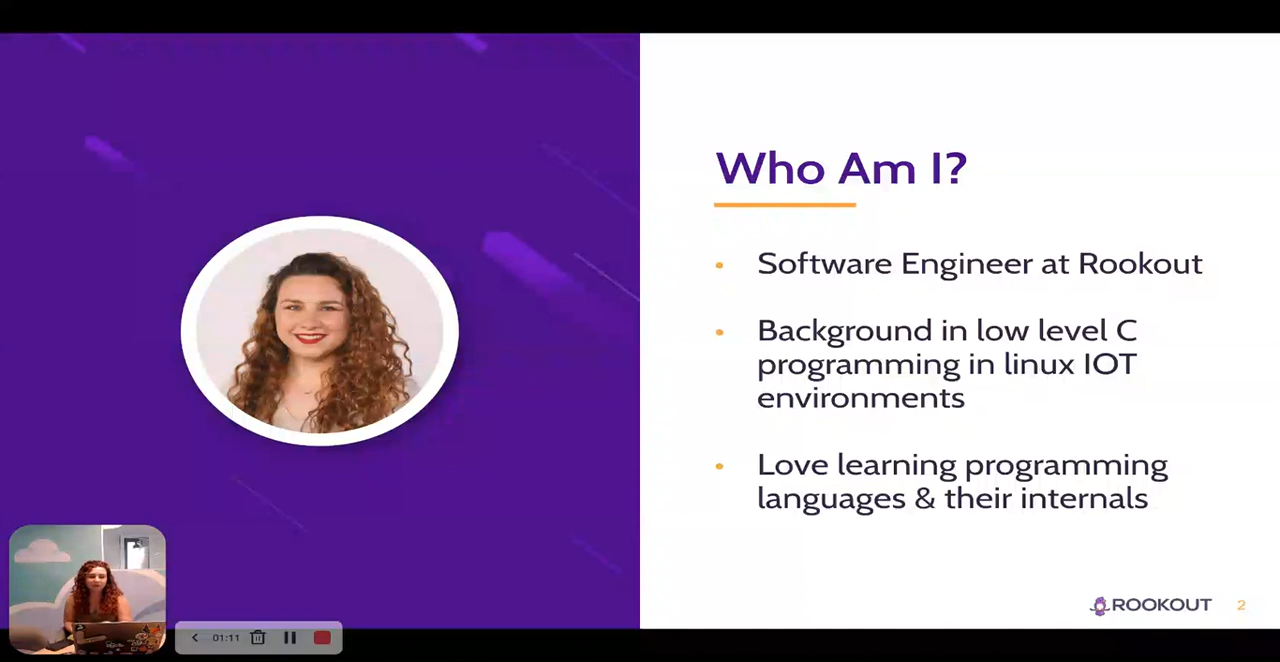 Who Am I?
Software Engineer at Rookout
Background in low level C
programming in linux IOT
environments
Love learning programming
languages & their internals
ROOKOUT 2
01:11